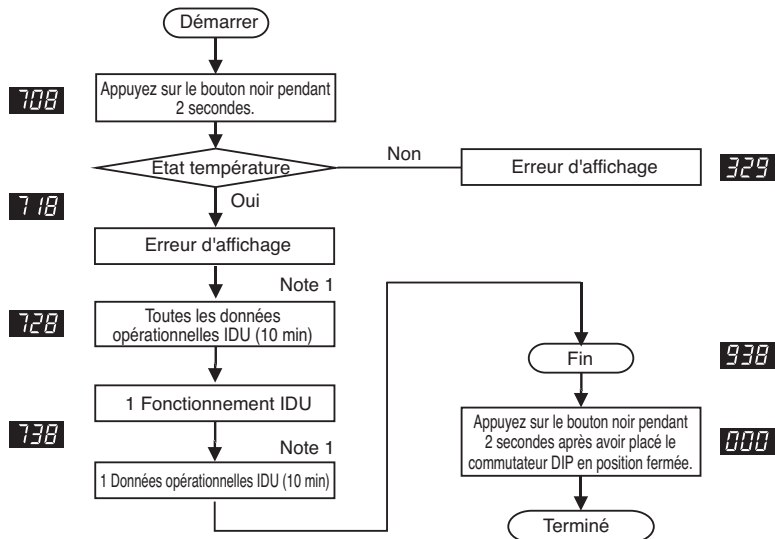 Démarrer
708
Appuyez sur le bouton noir pendant
2 secondes.
Etat température
Non
Erreur d'affichage
329
718
Oui
Erreur d'affichage
Note 1
728
Toutes les données
opérationnelles IDU (10 min)
1 Fonctionnement IDU
738
Note 1
1 Données opérationnelles IDU (10 min)
Fin
938
Appuyez sur le bouton noir pendant
2 secondes après avoir placé le
commutateur DIP en position fermée.
000
Terminé